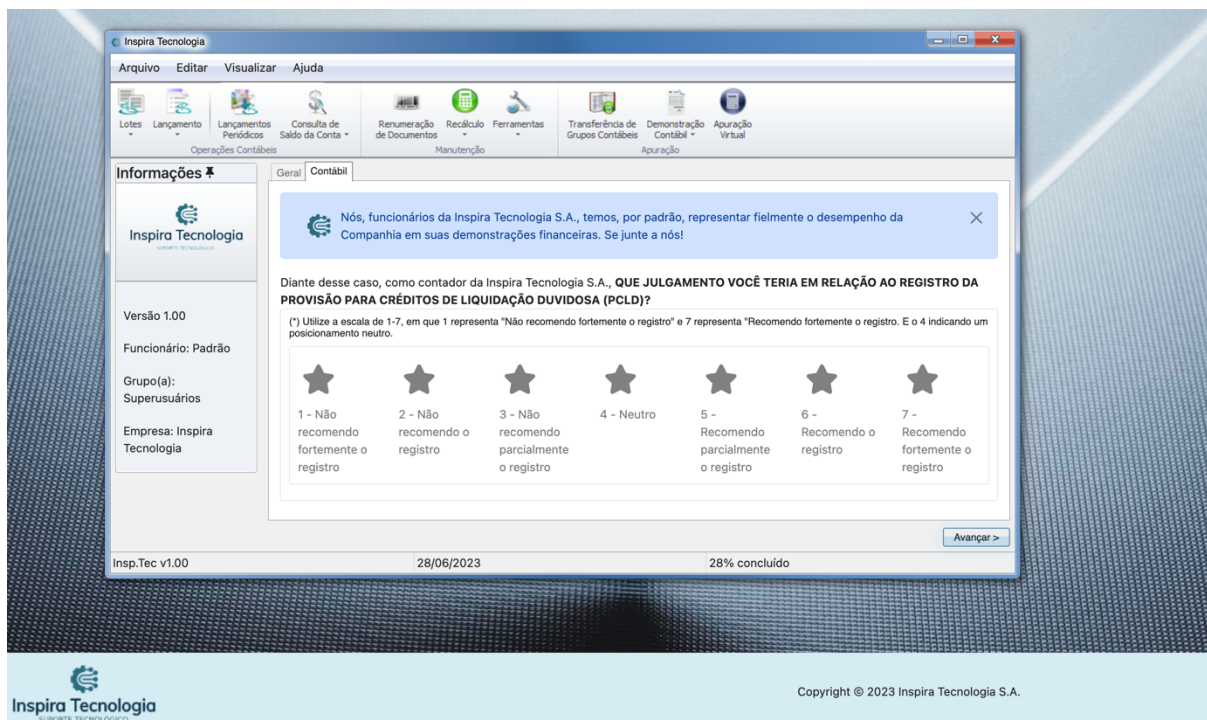 Inspira Tecnologia
Arquivo Editar Visualizar Ajuda
Lotes Lançamento Lançamentos Periódicos Consulta de Saldo da Conta Renumeração de Documentos Recálculo Ferramentas Transferência de Grupos Contábeis Demonstração Contábil Apuração Virtual
Operações Contábeis Manutenção Apuração
Informações
Inspira Tecnologia
SUPORTE TECNOLÓGICO
Versão 1.00
Funcionário: Padrão
Grupo(a):
Superusuários
Empresa: Inspira
Tecnologia
Geral Contábil
Nós, funcionários da Inspira Tecnologia S.A., temos, por padrão, representar fielmente o desempenho da
Companhia em suas demonstrações financeiras. Se junte a nós!
Diante desse caso, como contador da Inspira Tecnologia S.A., QUE JULGAMENTO VOCÊ TERIA EM RELAÇÃO AO REGISTRO DA
PROVISÃO PARA CRÉDITOS DE LIQUIDAÇÃO DUVIDOSA (PCLD)?
(*) Utilize a escala de 1-7, em que 1 representa "Não recomendo fortemente o registro" e 7 representa "Recomendo fortemente o registro. E o 4 indicando um
posicionamento neutro.
1 - Não
recomendo
fortemente o
registro
2 - Não
recomendo o
registro
3 - Não
recomendo
parcialmente
o registro
4 - Neutro
5 -
Recomendo
parcialmente
o registro
6 -
Recomendo o
registro
7 -
Recomendo
fortemente o
registro
Avançar >
Insp.Tec v1.00 28/06/2023 28% concluído
Inspira Tecnologia
SUPORTE TECNOLÓGICO
Copyright © 2023 Inspira Tecnologia S.A.